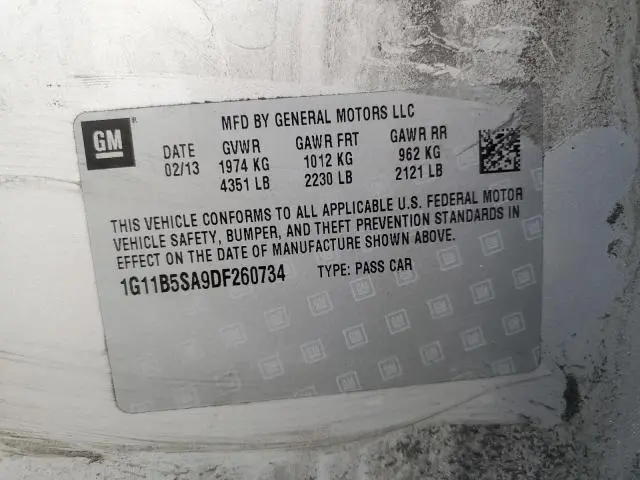 GM
MFD BY GENERAL MOTORS LLC
DATE GVWR GAWR FRT GAWR RR
02/13 1974 KG 1012 KG 962 KG
4351 LB 2230 LB 2121 LB
THIS VEHICLE CONFORMS TO ALL APPLICABLE U.S. FEDERAL MOTOR
VEHICLE SAFETY, BUMPER, AND THEFT PREVENTION STANDARDS IN
EFFECT ON THE DATE OF MANUFACTURE SHOWN ABOVE.
1G11B5SA9DF260734 TYPE: PASS CAR